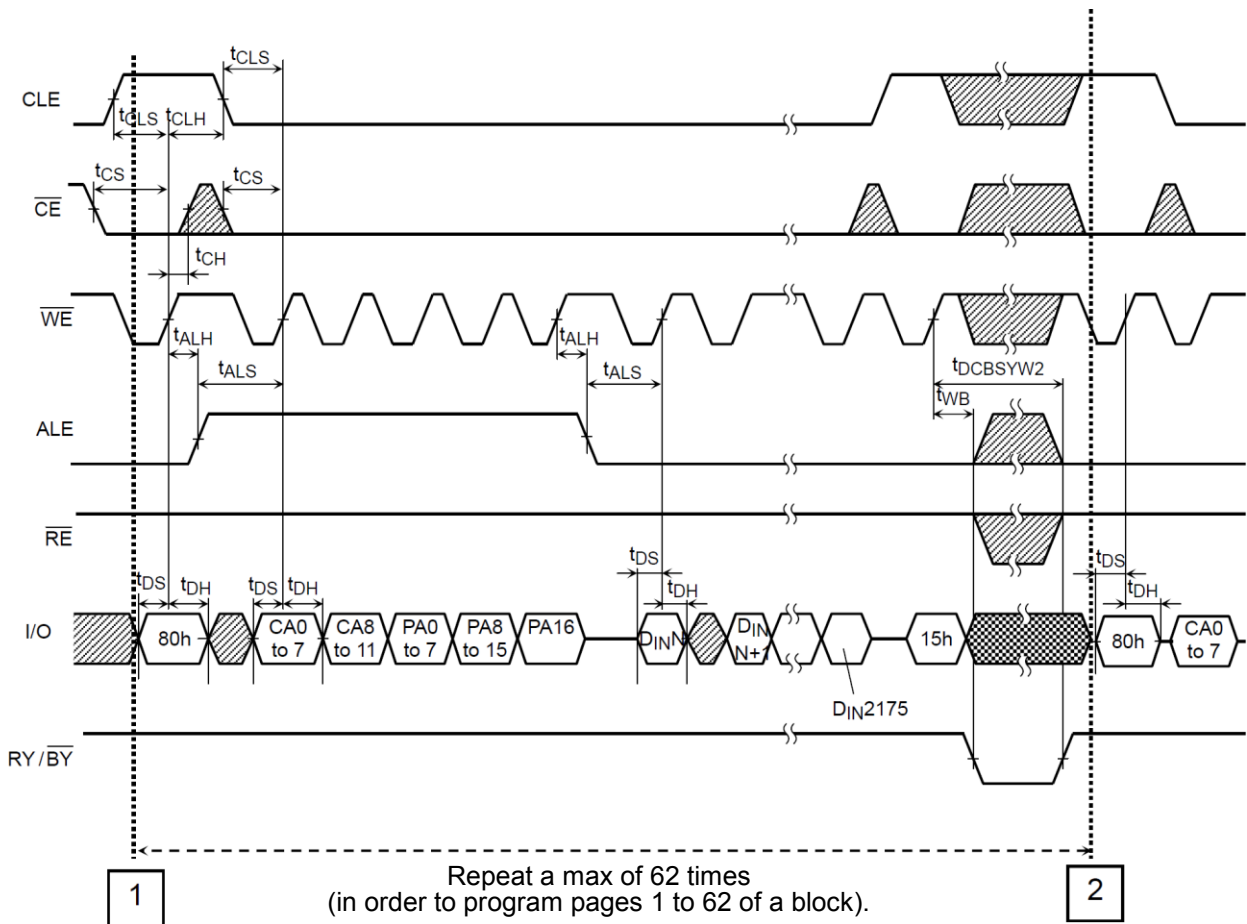 tCLS
CLE
tCLS tCLH
tCS tCS
CE
tCH
WE
tALH tALH
tALS tALS tDCBSYW2
tWB
ALE
RE
tDS tDH tDS tDH tDS tDH tDS tDH
I/O 80h CA0 to 7 CA8 to 11 PA0 to 7 PA8 to 15 PA16 DINN DIN N+1 15h 80h CA0 to 7
DIN2175
RY/BY
1 2
Repeat a max of 62 times
(in order to program pages 1 to 62 of a block).